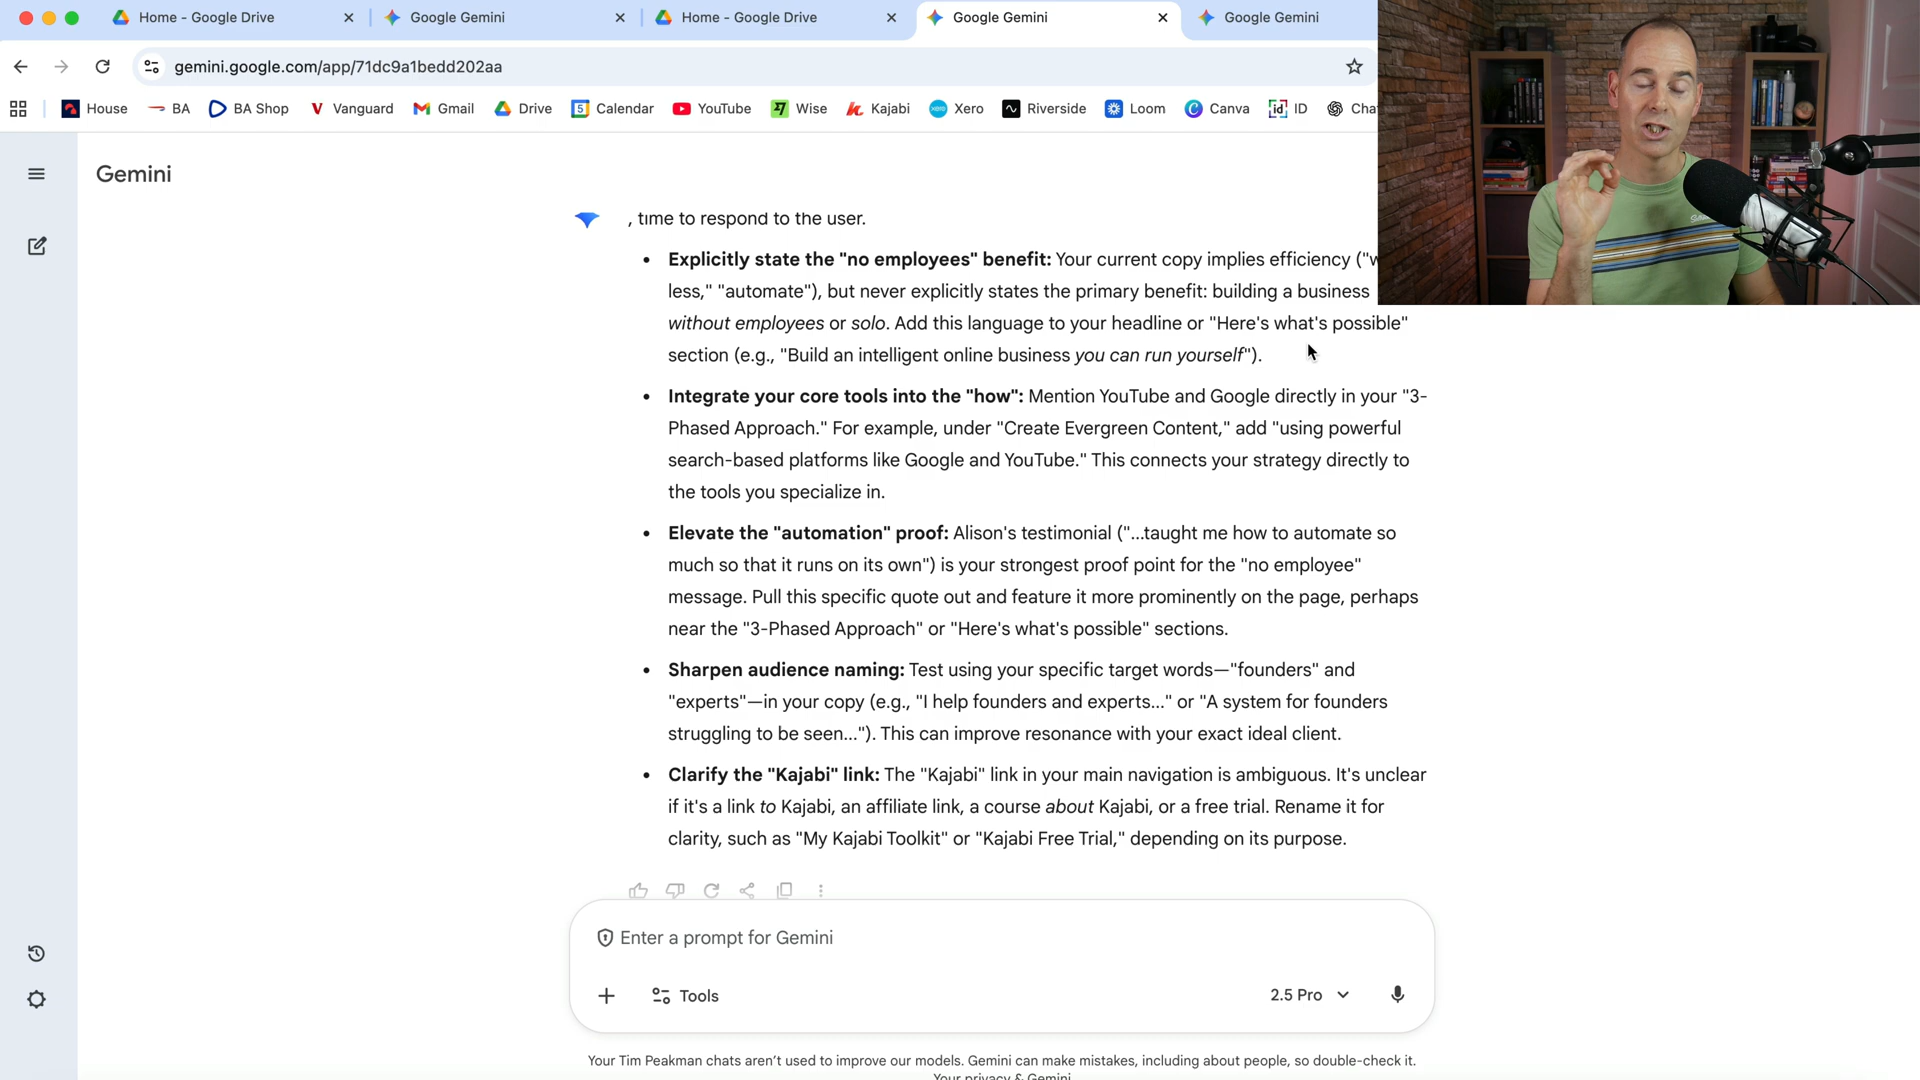 Home - Google Drive
Google Gemini
Home - Google Drive
Google Gemini
Google Gemini
gemini.google.com/app/71dc9a1bedd202aa
House
BA
BA Shop
Vanguard
Gmail
5
Calendar
Drive
YouTube
Wise
Kajabi
xero
Xero
Riverside
Loom
Canva
id
ID
Gemini
, time to respond to the user.
• Explicitly state the "no employees" benefit: Your current copy implies efficiency ("w
less," "automate"), but never explicitly states the primary benefit: building a business
without employees or solo. Add this language to your headline or "Here's what's possible"
section (e.g., "Build an intelligent online business you can run yourself").
• Integrate your core tools into the "how": Mention YouTube and Google directly in your "3-
Phased Approach." For example, under "Create Evergreen Content," add "using powerful
search-based platforms like Google and YouTube." This connects your strategy directly to
the tools you specialize in.
• Elevate the "automation" proof: Alison's testimonial ("...taught me how to automate so
much so that it runs on its own") is your strongest proof point for the "no employee"
message. Pull this specific quote out and feature it more prominently on the page, perhaps
near the "3-Phased Approach" or "Here's what's possible" sections.
• Sharpen audience naming: Test using your specific target words—"founders" and
"experts"—in your copy (e.g., "I help founders and experts..." or "A system for founders
struggling to be seen..."). This can improve resonance with your exact ideal client.
• Clarify the "Kajabi" link: The "Kajabi" link in your main navigation is ambiguous. It's unclear
if it's a link to Kajabi, an affiliate link, a course about Kajabi, or a free trial. Rename it for
clarity, such as "My Kajabi Toolkit" or "Kajabi Free Trial," depending on its purpose.
Enter a prompt for Gemini
Tools
2.5 Pro
Your Tim Peakman chats aren't used to improve our models. Gemini can make mistakes, including about people, so double-check it.
Your privacy & Gemini